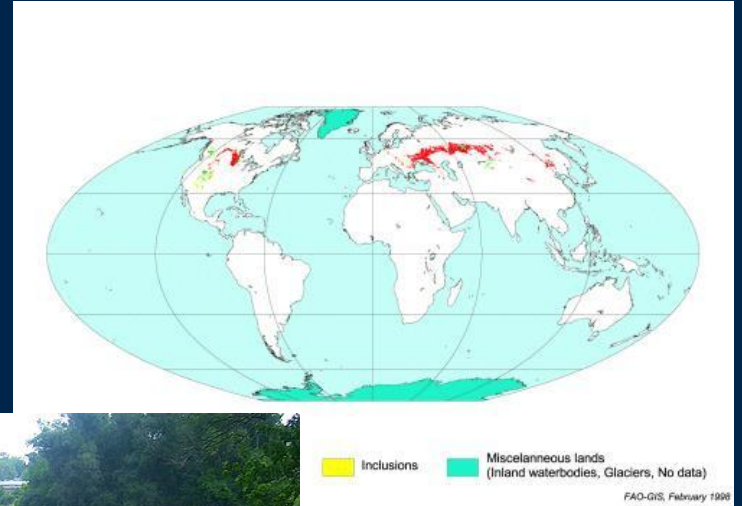 Inclusions
Miscelanneous lands
(Inland waterbodies, Glaciers, No data)
FAO-GIS, February 1998